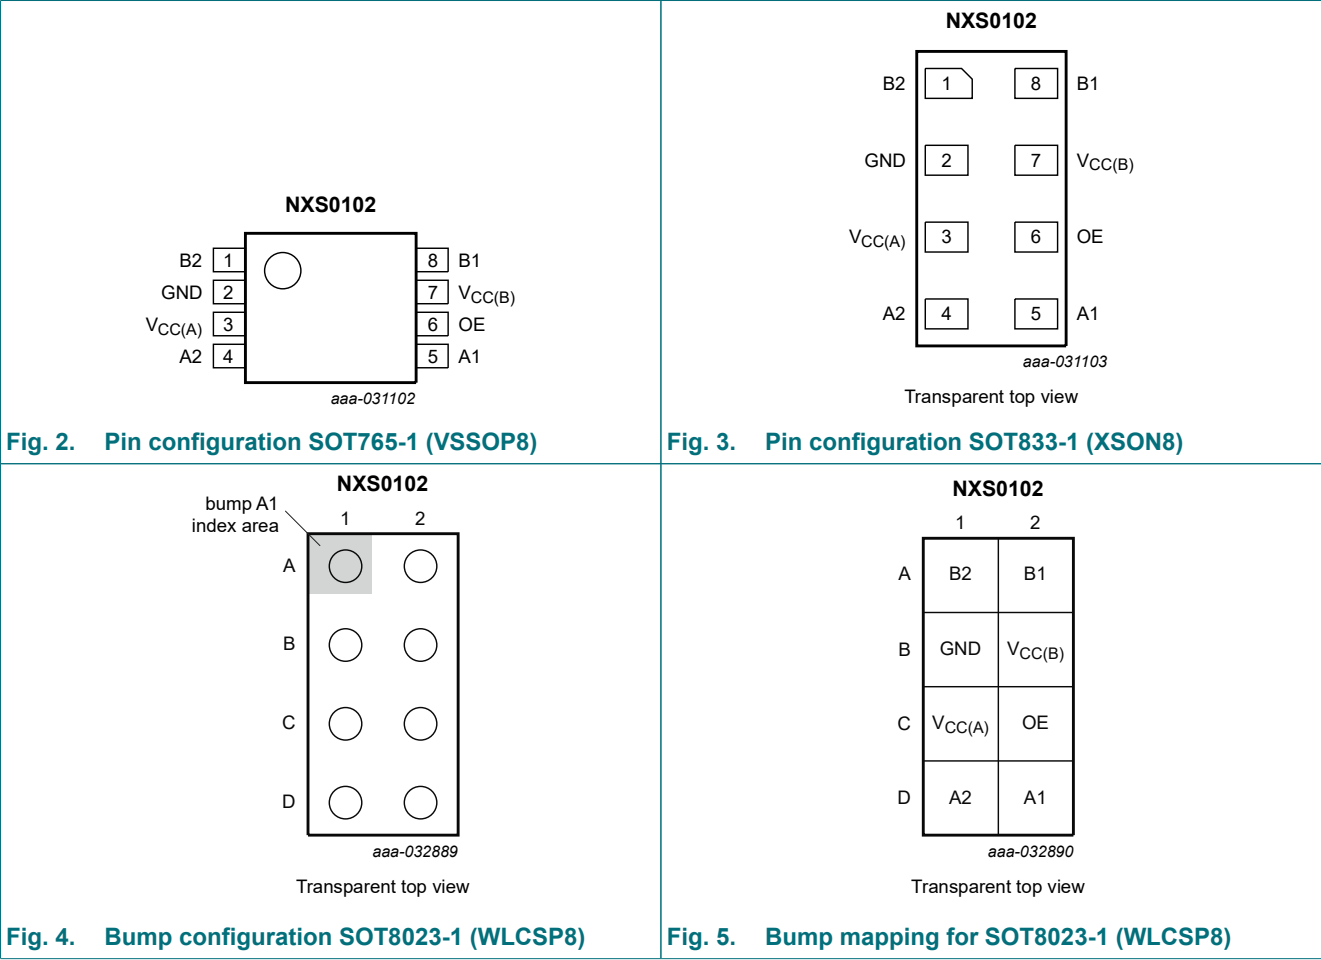 NXS0102
B2 1 8 B1
GND 2 7 VCC(B)
VCC(A) 3 6 OE
A2 4 5 A1
aaa-031102
Fig. 2. Pin configuration SOT765-1 (VSSOP8)
NXS0102
B2 1 8 B1
GND 2 7 VCC(B)
VCC(A) 3 6 OE
A2 4 5 A1
aaa-031103
Transparent top view
Fig. 3. Pin configuration SOT833-1 (XSON8)
NXS0102
bump A1
index area
1 2
A
B
C
D
aaa-032889
Transparent top view
Fig. 4. Bump configuration SOT8023-1 (WLCSP8)
NXS0102
1 2
A B2 B1
B GND VCC(B)
C VCC(A) OE
D A2 A1
aaa-032890
Transparent top view
Fig. 5. Bump mapping for SOT8023-1 (WLCSP8)